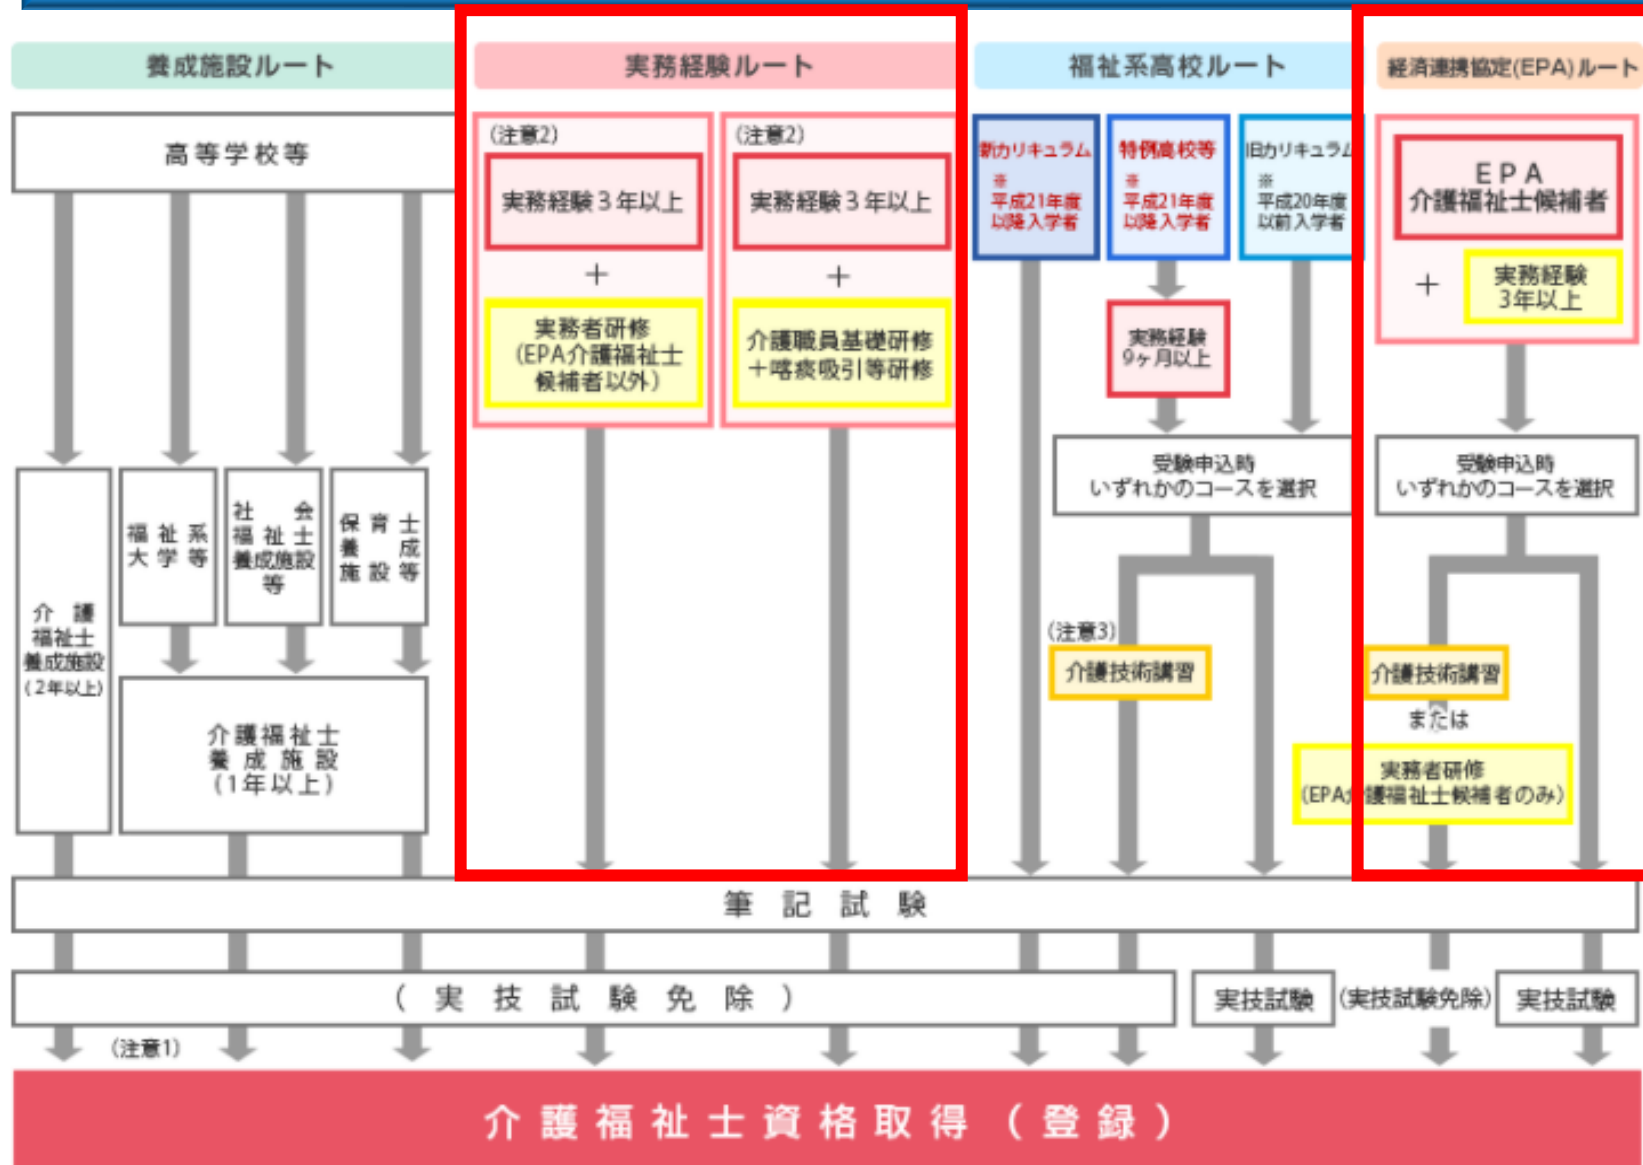 養成施設ルート
実務経験ルート
福祉系高校ルート
経済連携協定(EPA)ルート
高等学校等
(注意2)
実務経験３年以上
＋
実務者研修
(EPA介護福祉士
候補者以外)
(注意2)
実務経験３年以上
＋
介護職員基礎研修
＋喀痰吸引等研修
新カリキュラム
※
平成21年度
以降入学者
特例高校等
※
平成21年度
以降入学者
旧カリキュラム
※
平成20年度
以前入学者
実務経験
9ヶ月以上
受験申込時
いずれかのコースを選択
(注意3)
介護技術講習
ＥＰＡ
介護福祉士候補者
＋
実務経験
3年以上
受験申込時
いずれかのコースを選択
介護技術講習
または
実務者研修
(EPA介護福祉士候補者のみ)
介護
福祉士
養成施設
(2年以上)
福祉系
大学等
社会
福祉士
養成施設
等
保育士
養成
施設等
介護福祉士
養成施設
(1年以上)
筆記試験
(実技試験免除)
実技試験
(実技試験免除)
実技試験
(注意1)
介護福祉士資格取得(登録)